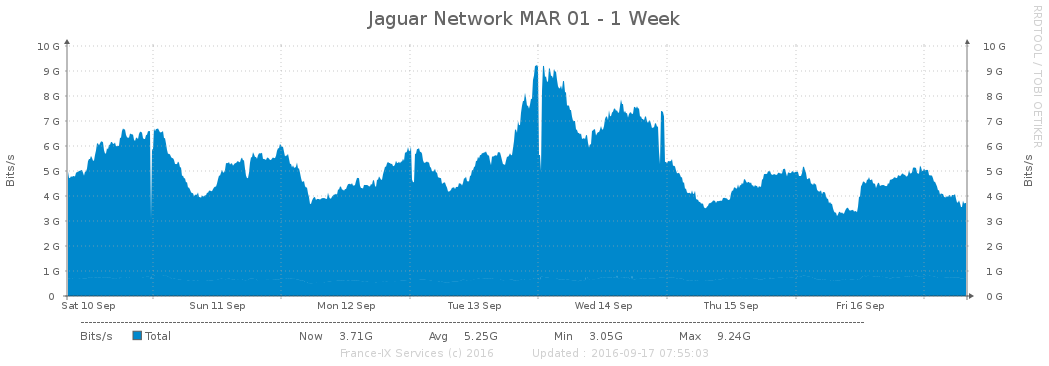 Jaguar Network MAR 01 - 1 Week
RRDTOOL / TOBI OETIKER
Bits/s
10 G 10 G
9 G 9 G
8 G 8 G
7 G 7 G
6 G 6 G
5 G 5 G
4 G 4 G
3 G 3 G
2 G 2 G
1 G 1 G
0 0 G
Bits/s
Sat 10 Sep Sun 11 Sep Mon 12 Sep Tue 13 Sep Wed 14 Sep Thu 15 Sep Fri 16 Sep
Bits/s Total Now 3.71G Avg 5.25G Min 3.05G Max 9.24G
France-IX Services (c) 2016 Updated : 2016-09-17 07:55:03